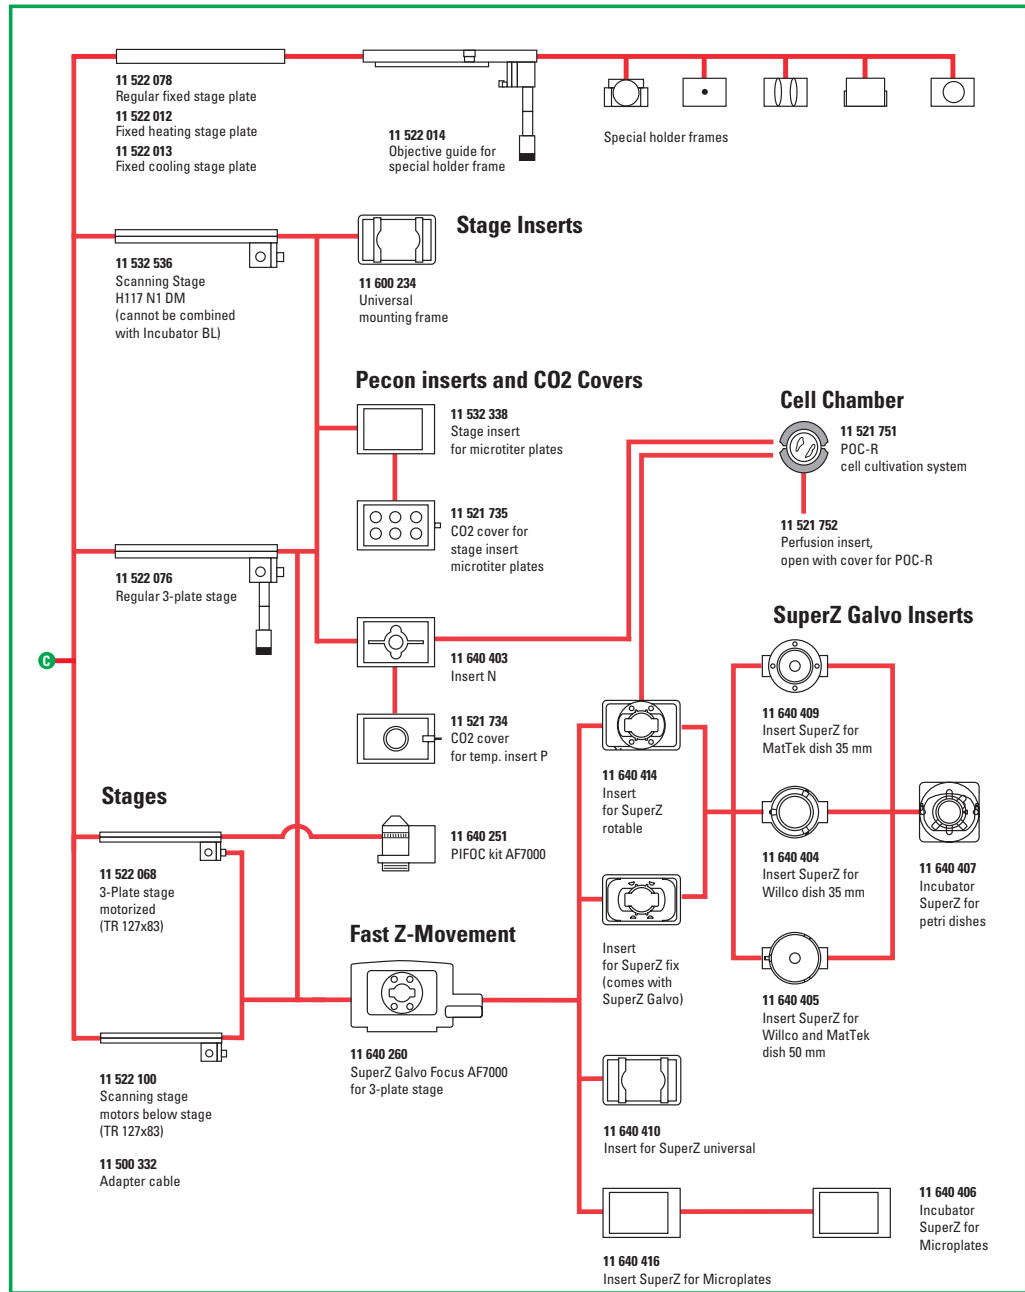 11 522 078
Regular fixed stage plate
11 522 012
Fixed heating stage plate
11 522 013
Fixed cooling stage plate
11 522 014
Objective guide for
special holder frame
Special holder frames
Stage Inserts
11 532 536
Scanning Stage
H117 N1 DM
(cannot be combined
with Incubator BL)
11 600 234
Universal
mounting frame
Pecon inserts and CO2 Covers
11 532 338
Stage insert
for microtiter plates
11 521 735
CO2 cover for
stage insert
microtiter plates
Cell Chamber
11 521 751
POC-R
cell cultivation system
11 521 752
Perfusion insert,
open with cover for POC-R
11 522 076
Regular 3-plate stage
C
11 640 403
Insert N
11 521 734
CO2 cover
for temp. insert P
SuperZ Galvo Inserts
11 640 409
Insert SuperZ for
MatTek dish 35 mm
11 640 414
Insert
for SuperZ
rotable
11 640 404
Insert SuperZ for
Willco dish 35 mm
11 640 407
Incubator
SuperZ for
petri dishes
Stages
11 522 068
3-Plate stage
motorized
(TR 127x83)
11 640 251
PIFOC kit AF7000
Fast Z-Movement
Insert
for SuperZ fix
(comes with
SuperZ Galvo)
11 640 405
Insert SuperZ for
Willco and MatTek
dish 50 mm
11 640 260
SuperZ Galvo Focus AF7000
for 3-plate stage
11 522 100
Scanning stage
motors below stage
(TR 127x83)
11 500 332
Adapter cable
11 640 410
Insert for SuperZ universal
11 640 416
Insert SuperZ for Microplates
11 640 406
Incubator
SuperZ for
Microplates